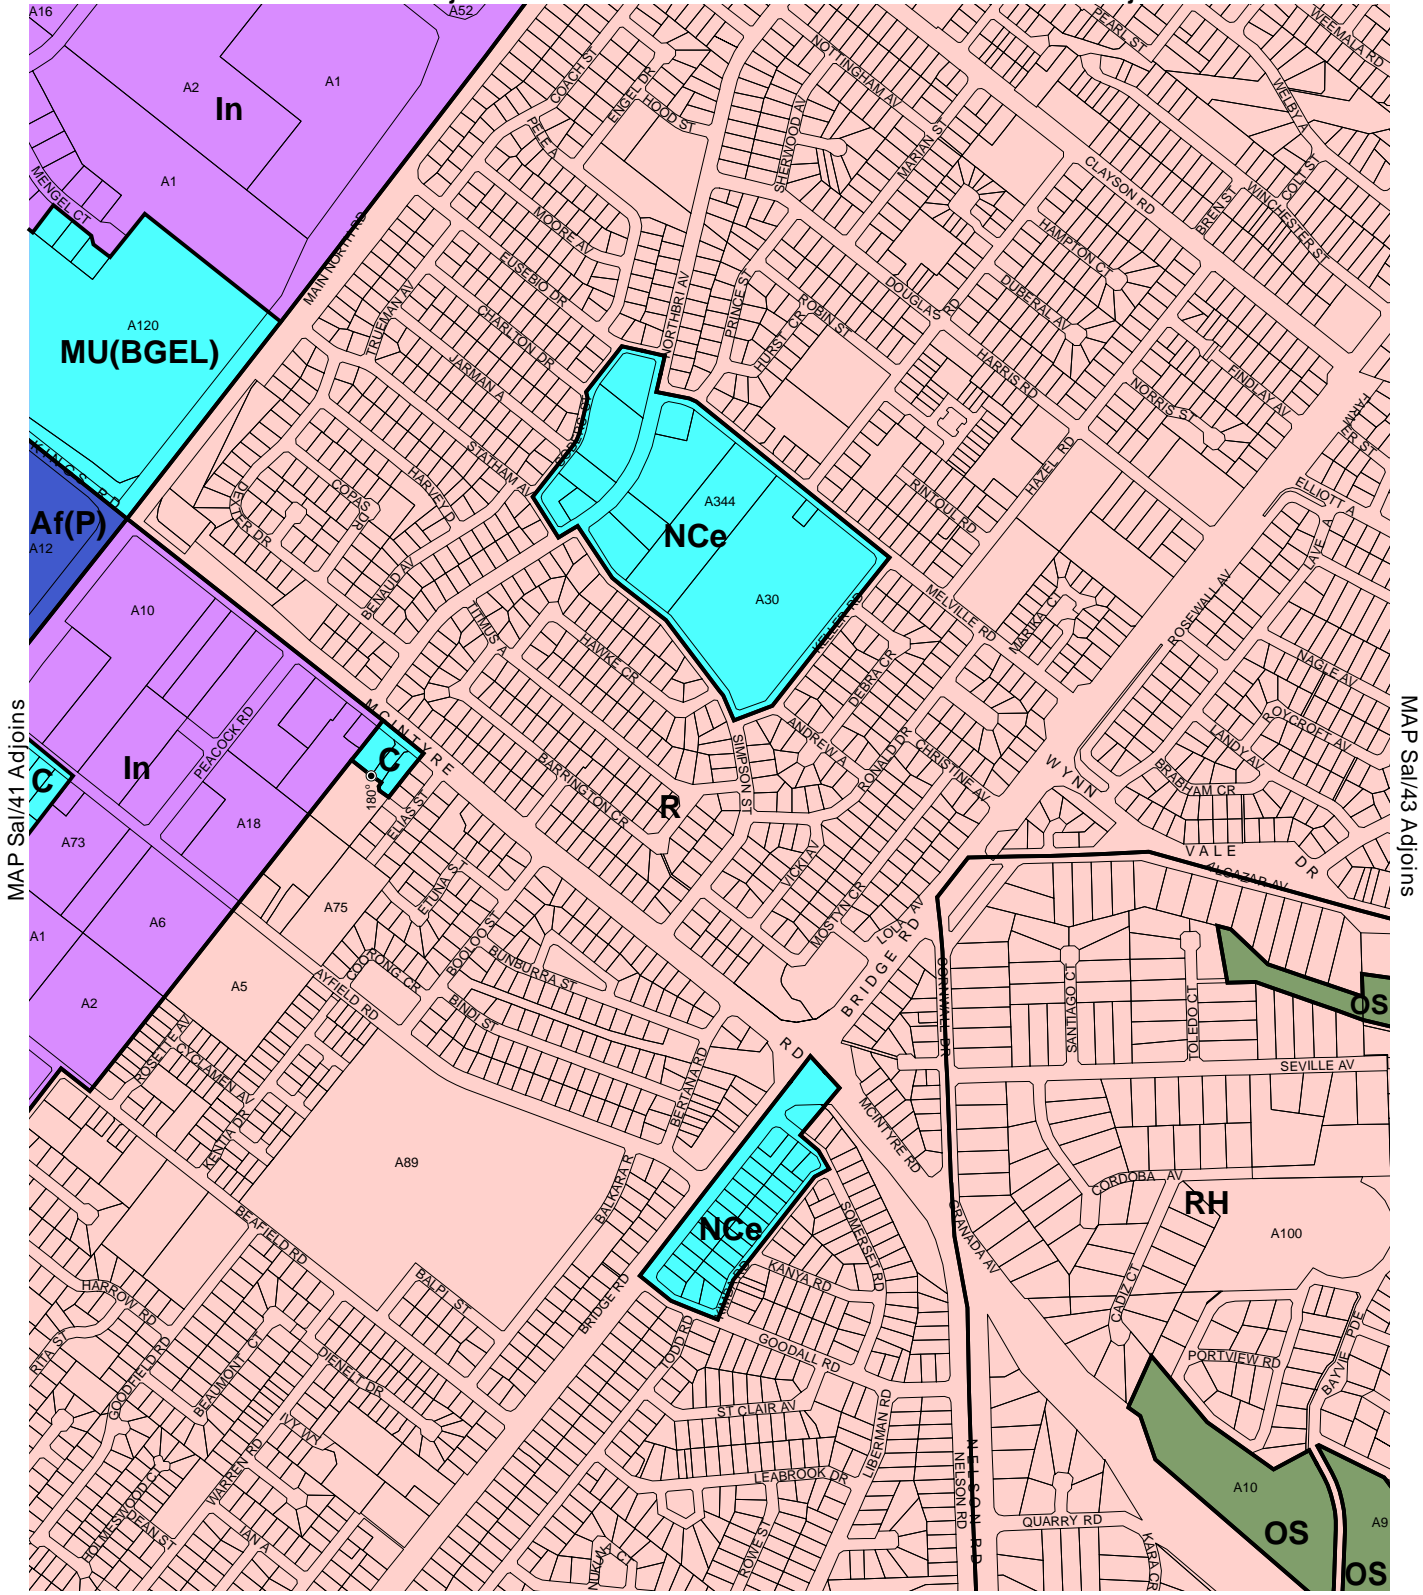 A16
A52
PEARL ST
WEEMALA RD
NOTTINGHAM AV
COACH ST
ENGEL DR
HOOD ST
A2
A1
In
WELBY A
PELE A
SHERWOOD AV
MARIAN ST
CLAYSON RD
COLT ST
WINCHESTER ST
BREN ST
A1
MENGEL CT
MOORE AV
HAMPTON CT
MAIN NORTH RD
EUSEBIO DR
DUBERAL AV
DOUGLAS RD
PRINCE ST
ROBIN ST
TRUEMAN AV
CHARLTON DR
HURST CR
A120
MU(BGEL)
JARMAN A
HARRIS RD
NORRIS ST
FINDLAY AV
STATHAM AV
HARVEY D
HAZEL RD
KINGS RD
COPAS DR
DEXTER DR
RINTOUL RD
ELLIOTT A
A344
NCe
Af(P)
A12
AVE A
BENAUD AV
A30
A10
TITMUS A
MELVILLE RD
MARIKA CT
ROSEWALL AV
HAWKE CR
KELLER RD
DEBRA CR
NAGLE AV
ROYCROFT AV
MCINTYRE
PEACOCK RD
ANDREW A
SIMPSON ST
RONALD DR
CHRISTINE AV
LANDY AV
BRABHAM CR
MAP Sal/41 Adjoins
MAP Sal/43 Adjoins
C
In
C
180°
BARRINGTON CR
R
WYNN
ELIAS ST
A18
A73
VALE
DR
VICKI AV
ALCAZAR AV
ETUNA S
A75
A6
MOSTYN CR
LOLA AV
A1
BOOLOO ST
BUNBURRA ST
COORONG CR
BRIDGE RD
CORNWALL DR
SANTIAGO CT
TOLEDO CT
A5
AYFIELD RD
A2
BINDI ST
OS
ROSETTE AV
CYCLAMEN AV
RD
SEVILLE AV
BERTANA RD
MCINTYRE RD
KENTIA DR
A89
BALKARA R
CORDOBA AV
RH
BEAFIELD RD
NCe
SOMERSET RD
GRANADA AV
A100
BALPI ST
KANYA RD
HARROW RD
BRIDGE RD
CADIZ CT
RITA ST
GOODFIELD RD
BEAUMONT CT
DIENELT DR
GOODALL RD
PORTVIEW RD
BAYVIE PDE
ST CLAIR AV
LIBERMAN RD
IVY WY
WARREN RD
LEABROOK DR
NELSON RD
NELSON RD
HOLMESWOOD CT
DEAN ST
IAN A
ROWE ST
QUARRY RD
KARA CR
A10
OS
A9
OS